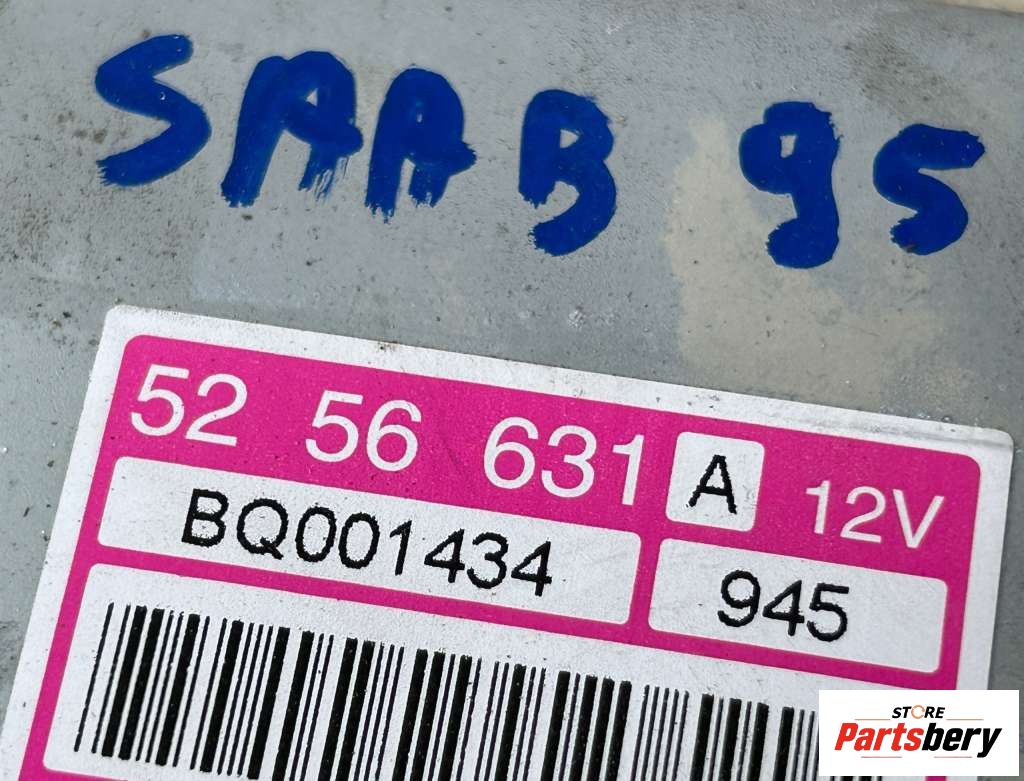 SAAB 95
52 56 631 A 12V
BQ001434 945
STORE
Partsbery